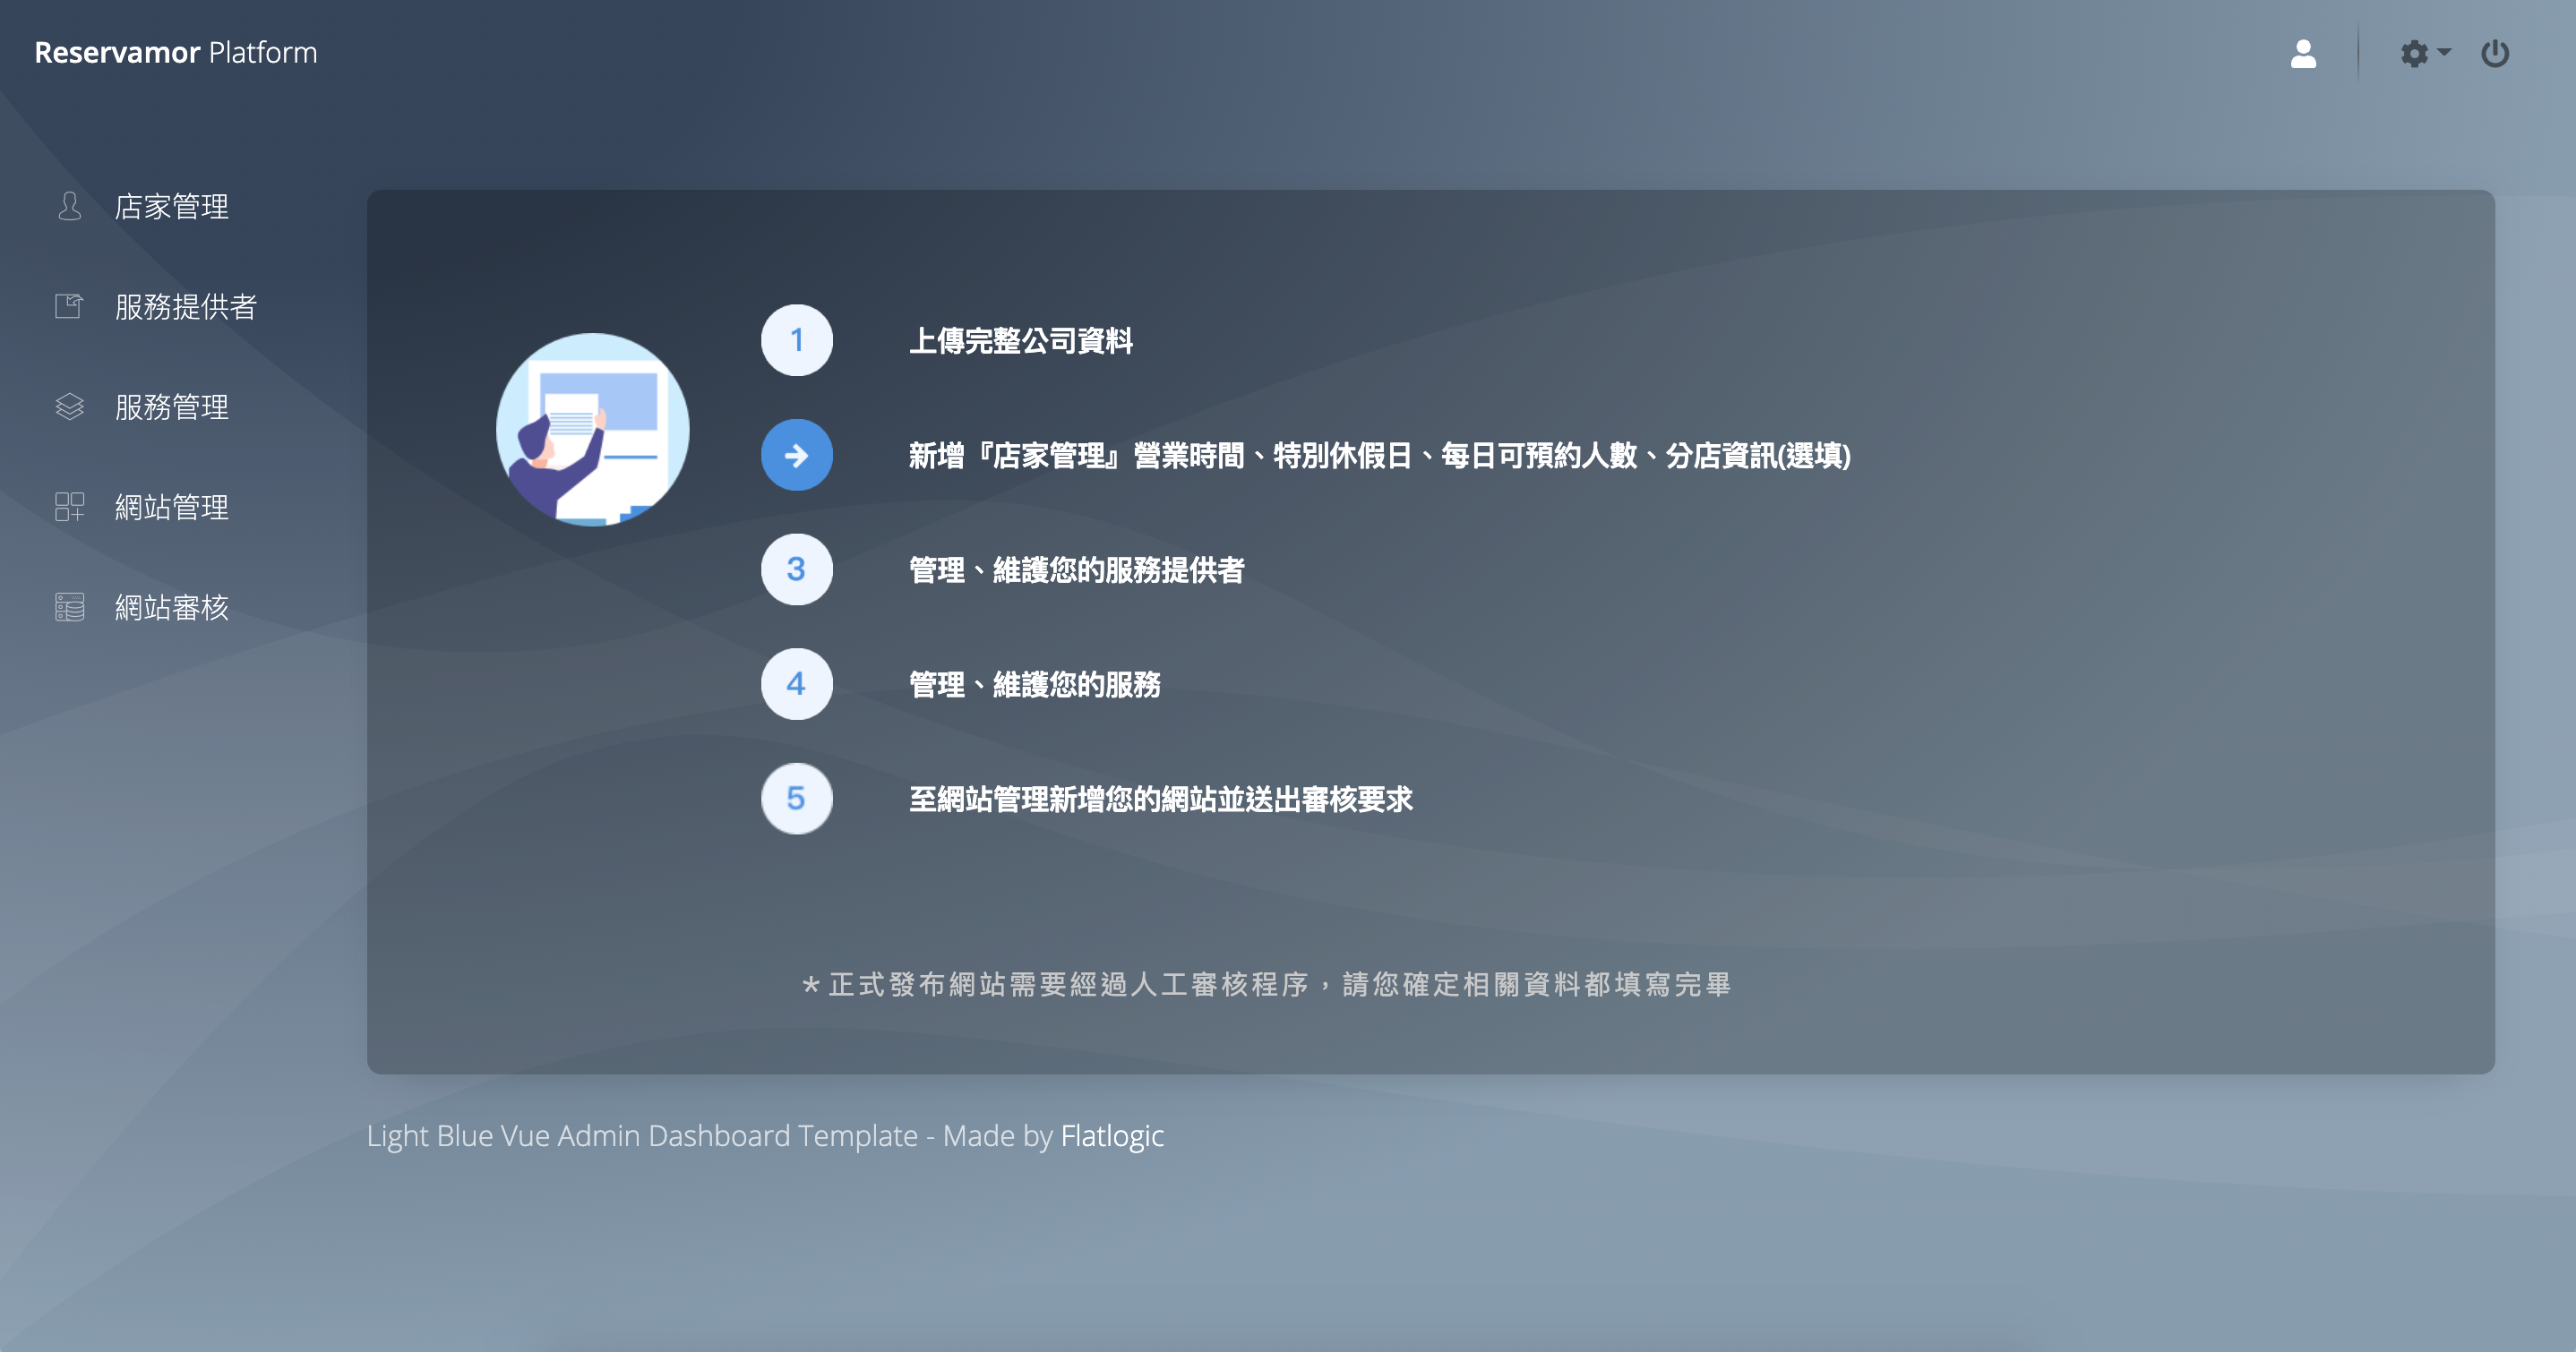 Reservamor Platform
店家管理
服務提供者
服務管理
網站管理
網站審核
1 上傳完整公司資料
新增『店家管理』營業時間、特別休假日、每日可預約人數、分店資訊(選填)
3 管理、維護您的服務提供者
4 管理、維護您的服務
5 至網站管理新增您的網站並送出審核要求
* 正式發布網站需要經過人工審核程序，請您確定相關資料都填寫完畢
Light Blue Vue Admin Dashboard Template - Made by Flatlogic